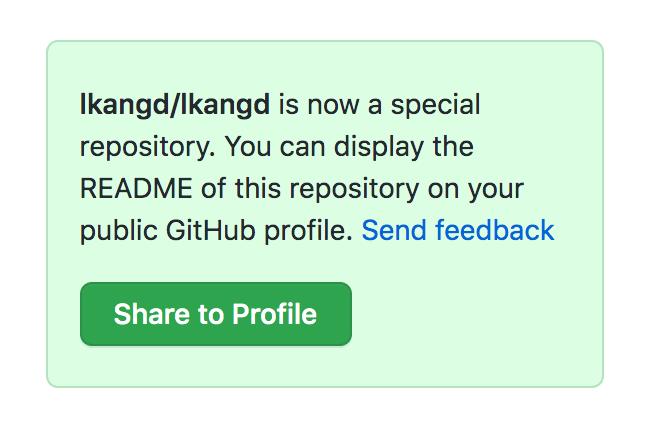 lkangd/lkangd is now a special
repository. You can display the
README of this repository on your
public GitHub profile. Send feedback
Share to Profile